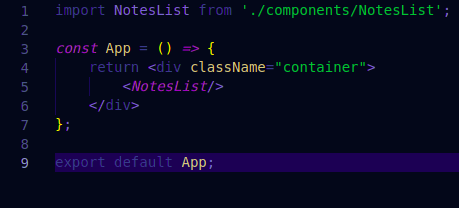 1 import NotesList from './components/NotesList';
2
3 const App = () => {
4     return <div className="container">
5         <NotesList/>
6     </div>
7 };
8
9 export default App;